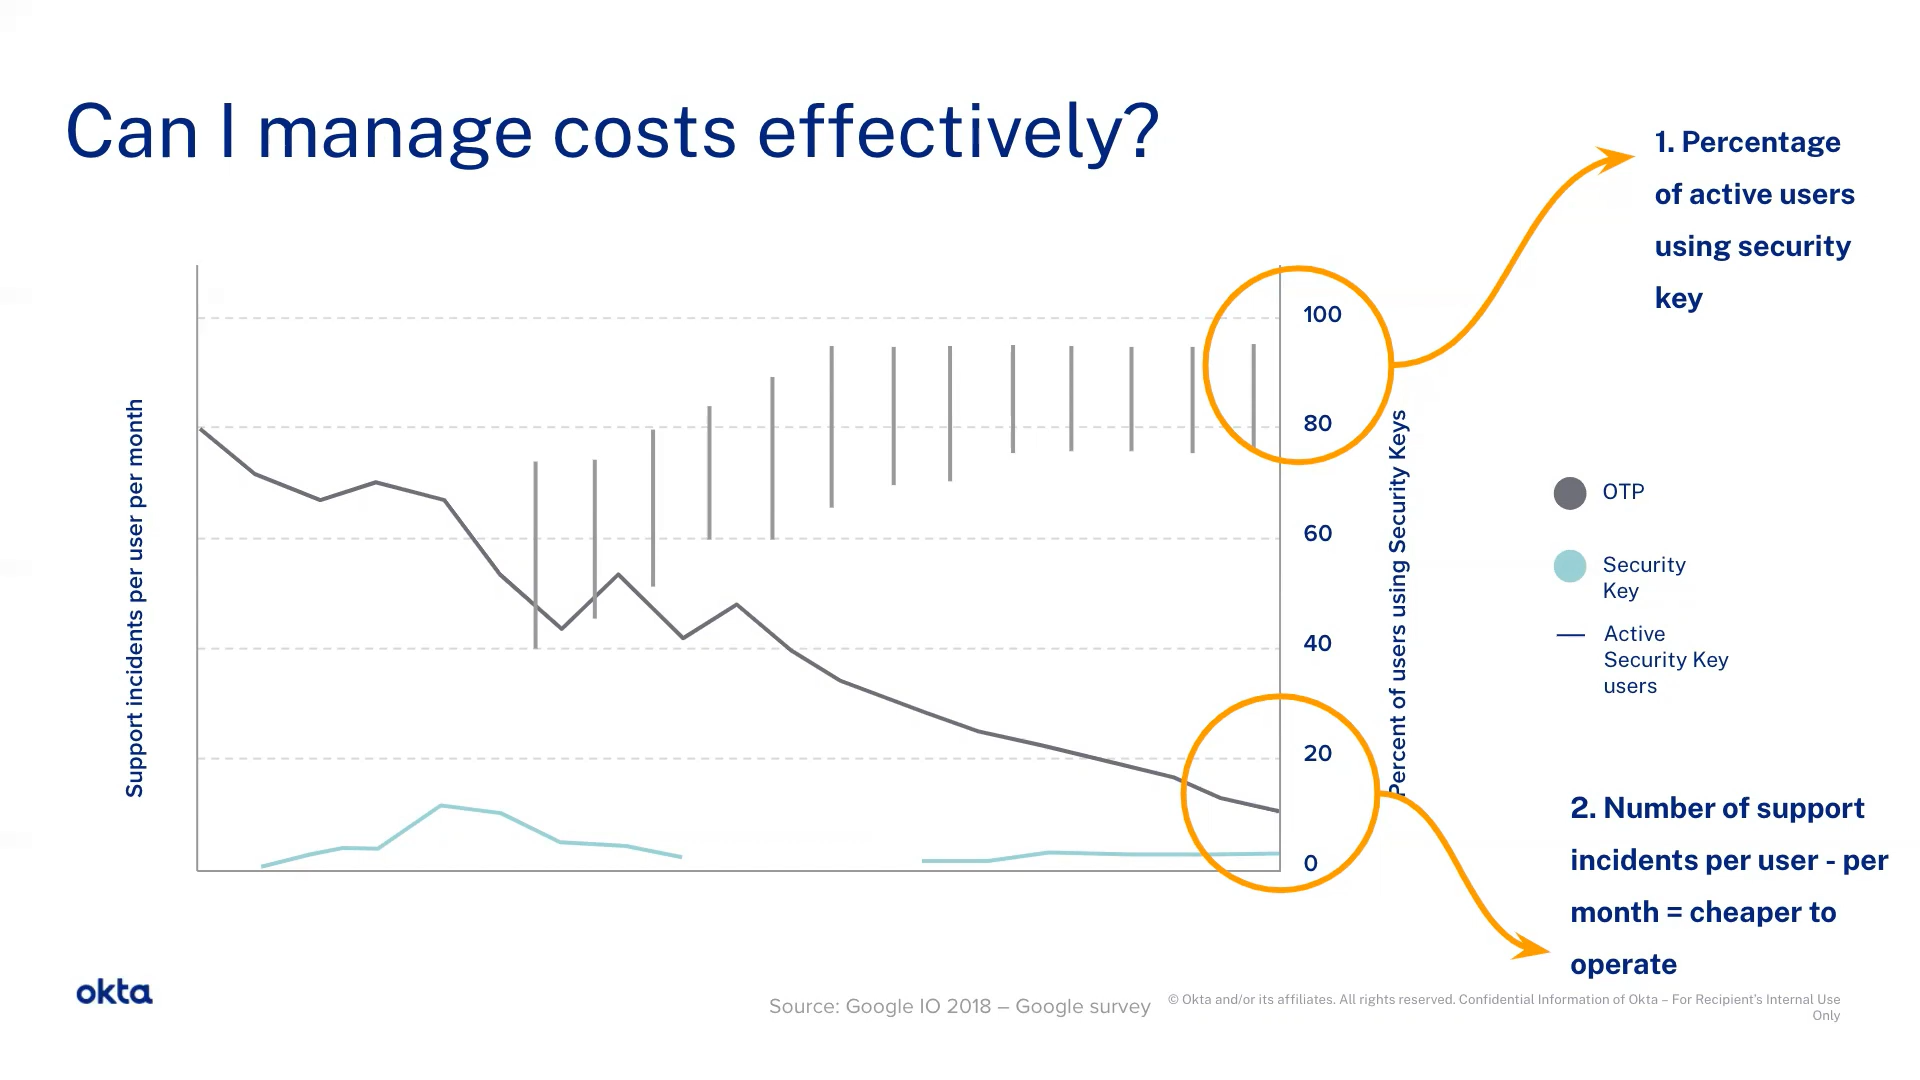 Can I manage costs effectively?
1. Percentage
of active users
using security
key
Support incidents per user per month
100
80
60
40
20
0
Percent of users using Security Keys
OTP
Security
Key
Active
Security Key
users
2. Number of support
incidents per user - per
month = cheaper to
operate
okta
Source: Google IO 2018 – Google survey
© Okta and/or its affiliates. All rights reserved. Confidential Information of Okta – For Recipient's Internal Use
Only